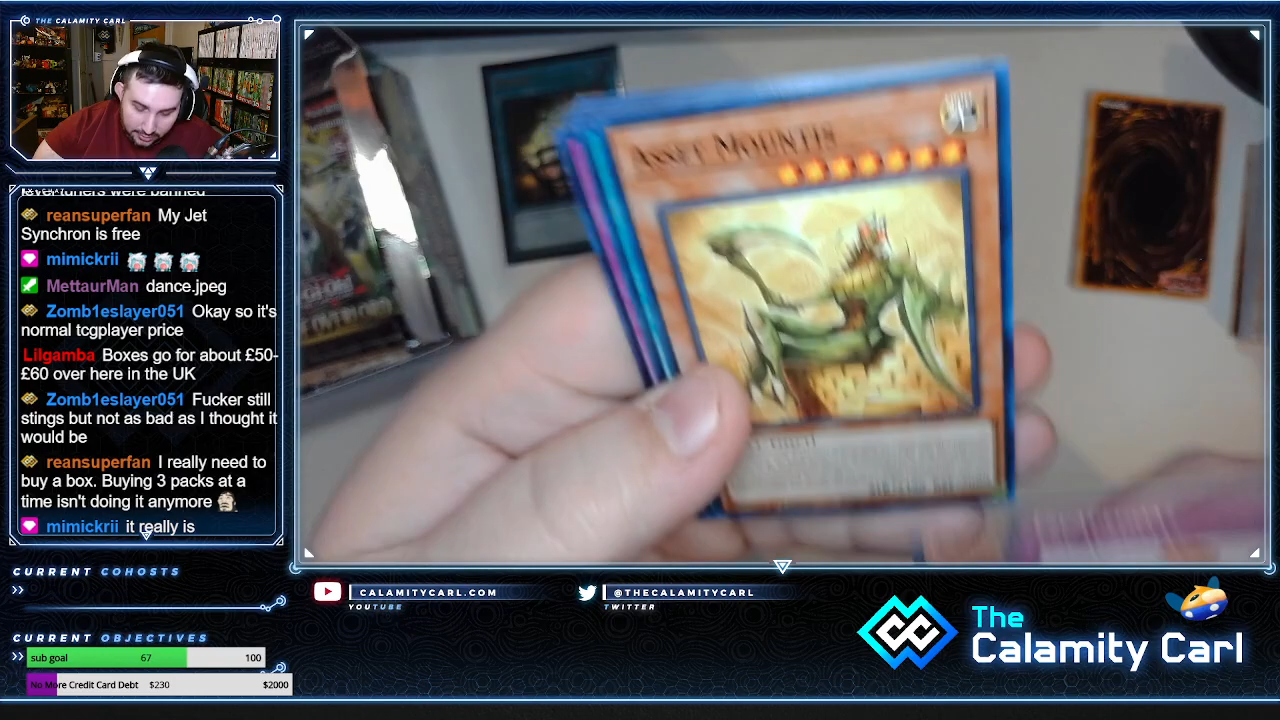 THE CALAMITY CARL
reansuperfan My Jet
Synchron is free
mimickrii
MettaurMan dance.jpeg
Zomb1eslayer051 Okay so it's
normal tcgplayer price
Lilgamba Boxes go for about £50-
£60 over here in the UK
Zomb1eslayer051 Fucker still
stings but not as bad as I thought it
would be
reansuperfan I really need to
buy a box. Buying 3 packs at a
time isn't doing it anymore
mimickrii it really is
CURRENT COHOSTS
CURRENT OBJECTIVES
sub goal 67 100
No More Credit Card Debt $230 $2000
Asset Mountis
CALAMITYCARL.COM
YOUTUBE
@THECALAMITYCARL
TWITTER
The
Calamity Carl